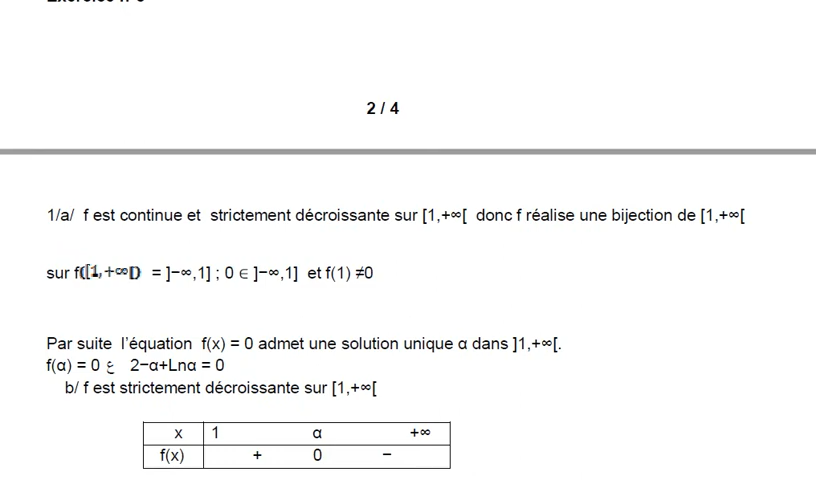 2 / 4
1/a/ f est continue et strictement décroissante sur [1,+∞[ donc f réalise une bijection de [1,+∞[
sur f([1,+∞[) = ]−∞,1] ; 0 ∈ ]−∞,1] et f(1) ≠0
Par suite l'équation f(x) = 0 admet une solution unique α dans ]1,+∞[.
f(α) = 0 ع 2−α+Lnα = 0
b/ f est strictement décroissante sur [1,+∞[
x 1 α +∞
f(x) + 0 −